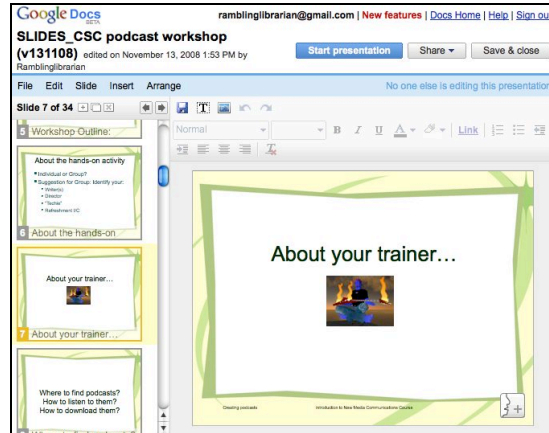 Google Docs
BETA
ramblinglibrarian@gmail.com | New features | Docs Home | Help | Sign ou
SLIDES_CSC podcast workshop
(v131108) edited on November 13, 2008 1:53 PM by
Ramblinglibrarian
Start presentation Share Save & close
File Edit Slide Insert Arrange
No one else is editing this presentation
Slide 7 of 34
Normal B I U A Link
5 Workshop Outline:
About the hands-on activity
Individual or Group?
Suggestion for Group: Identify your:
Writer(s)
Director
"Techie"
Refreshment I/C
6 About the hands-on
About your trainer…
7 About your trainer…
Where to find podcasts?
How to listen to them?
How to download them?
About your trainer…
Creating podcasts
Introduction to New Media Communications Course